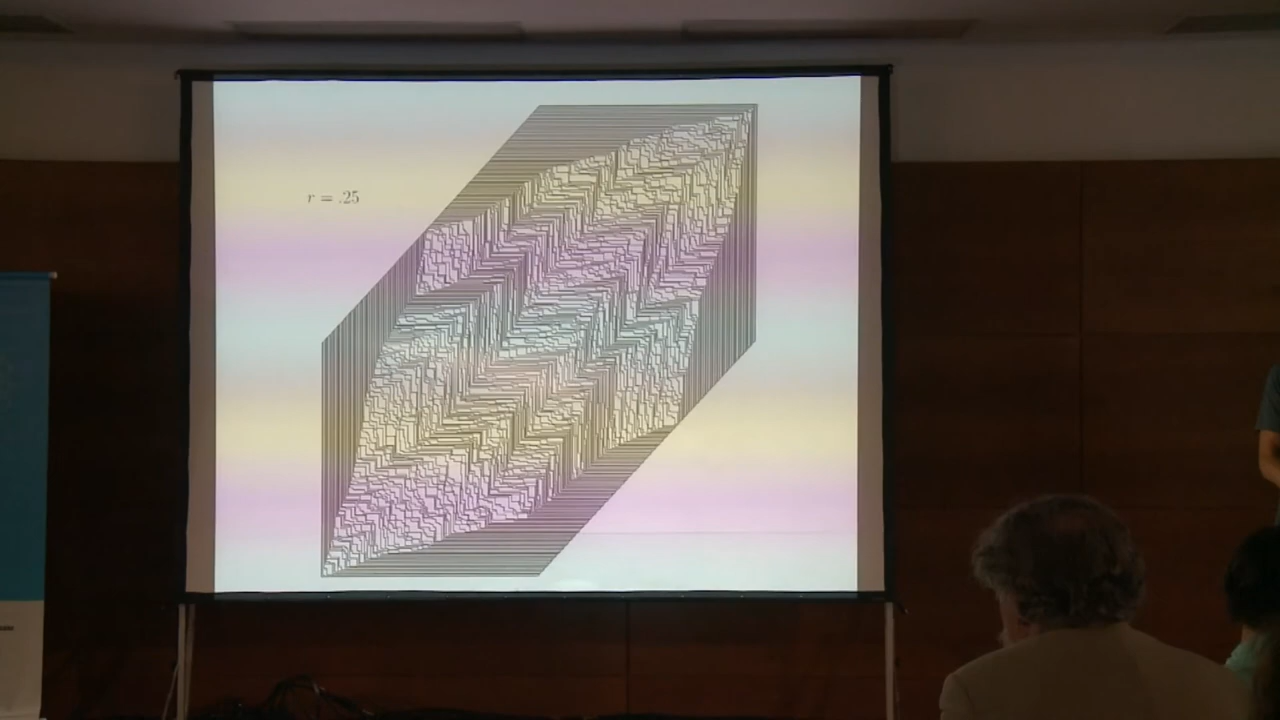 r = .25